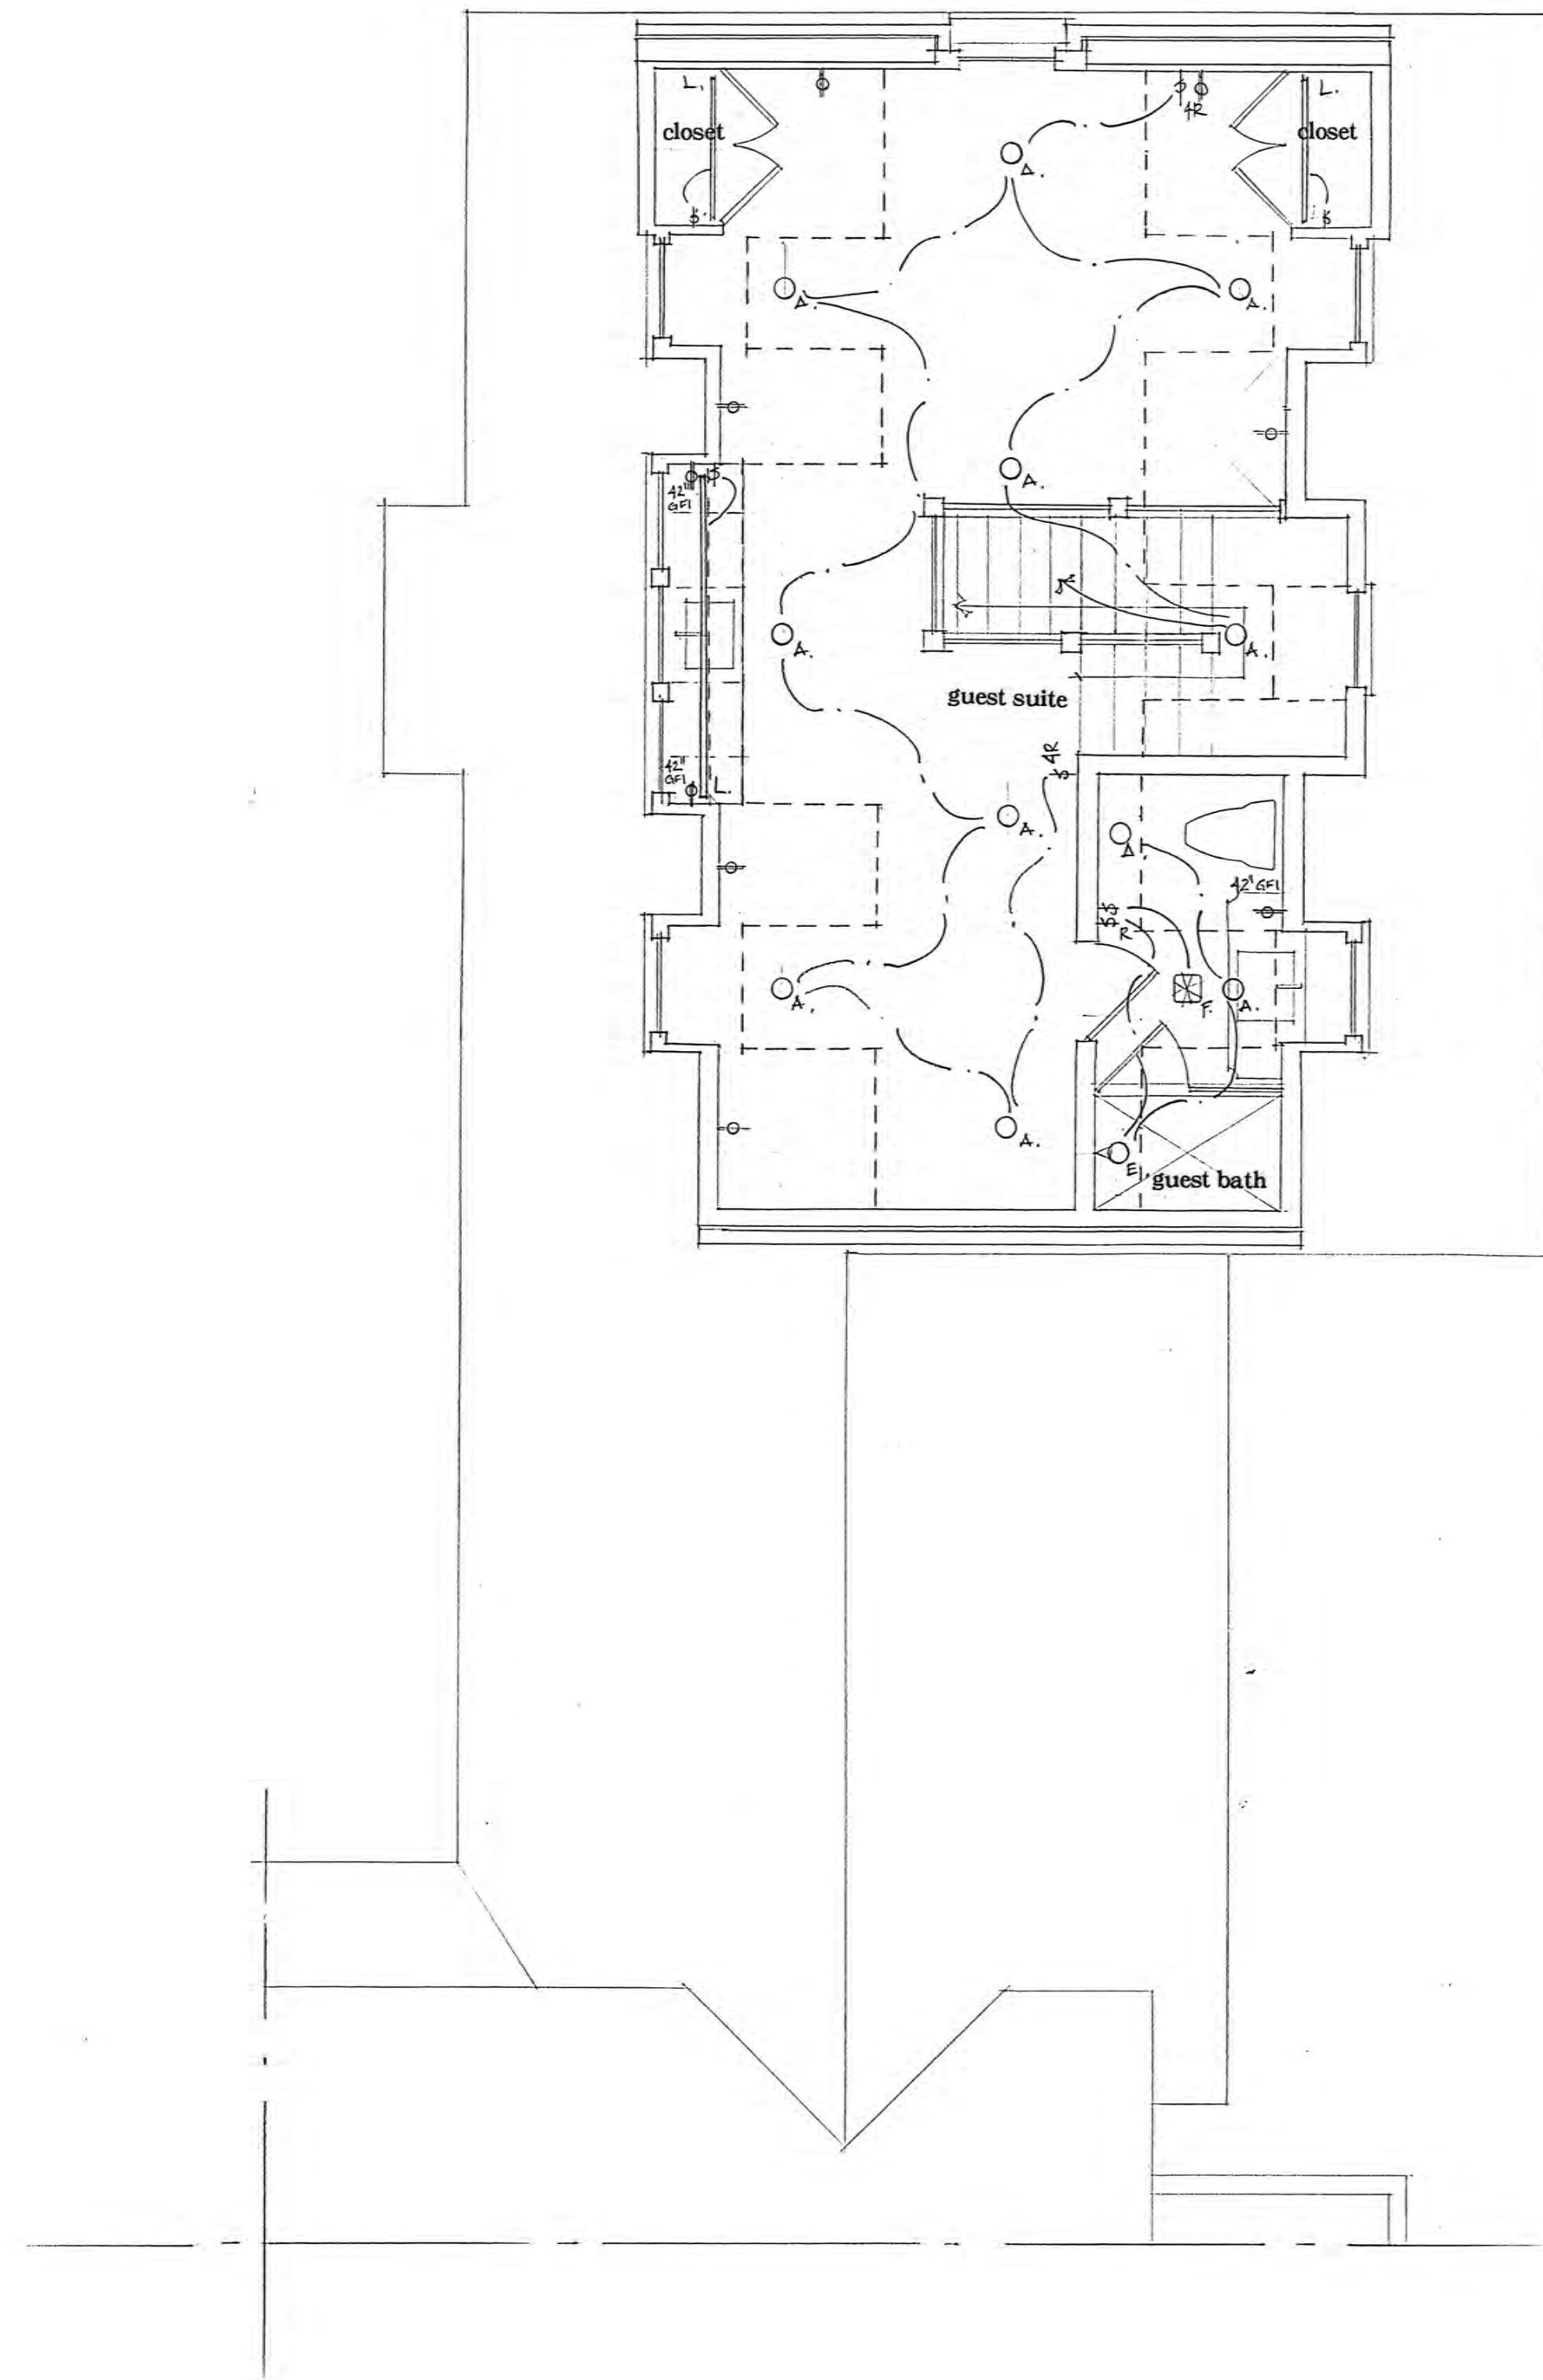 L.
L.
4R
closet
closet
A.
A.
A.
A.
42"
GFI
A.
A.
guest suite
4R
42"
GFI
L.
A.
A
42" GFI
R
A.
F.
A.
A.
E
guest bath